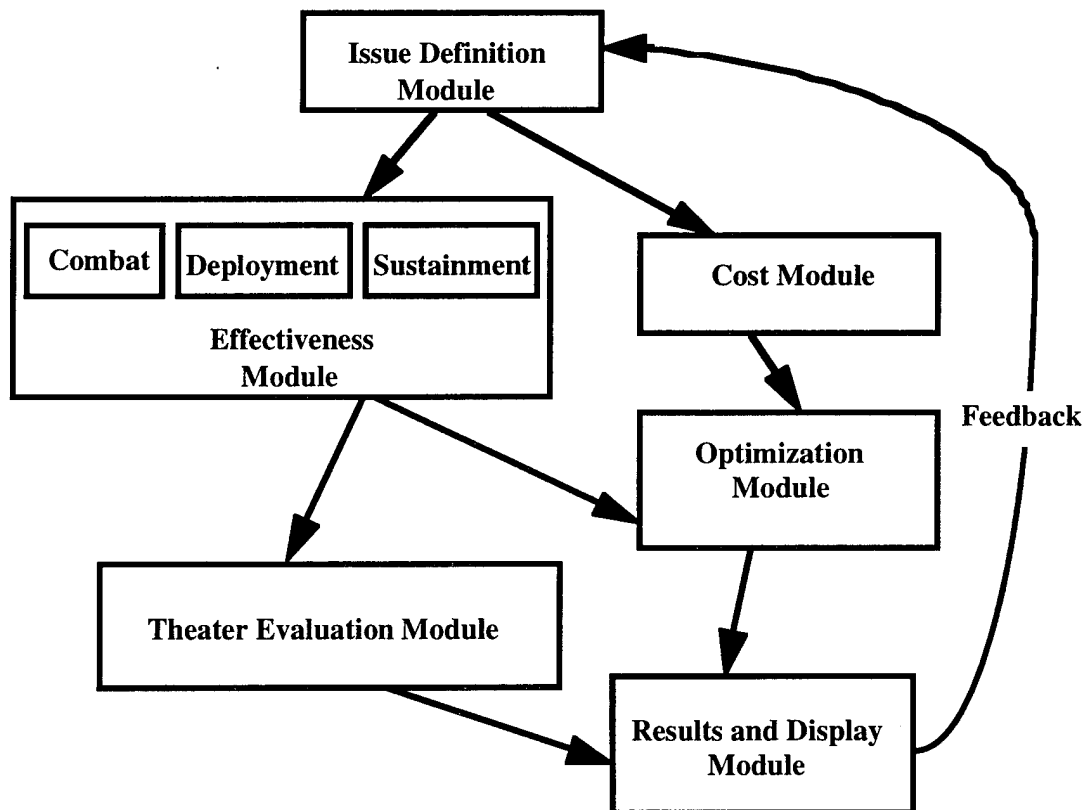 Issue Definition
Module
Combat
Deployment
Sustainment
Effectiveness
Module
Cost Module
Feedback
Optimization
Module
Theater Evaluation Module
Results and Display
Module